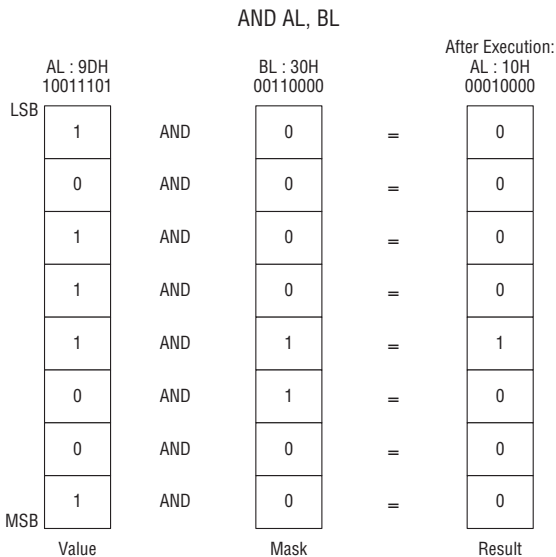 AND AL, BL
After Execution:
AL : 9DH BL : 30H AL : 10H
10011101 00110000 00010000
LSB
1 AND 0 = 0
0 AND 0 = 0
1 AND 0 = 0
1 AND 0 = 0
1 AND 1 = 1
0 AND 1 = 0
0 AND 0 = 0
1 AND 0 = 0
MSB
Value Mask Result